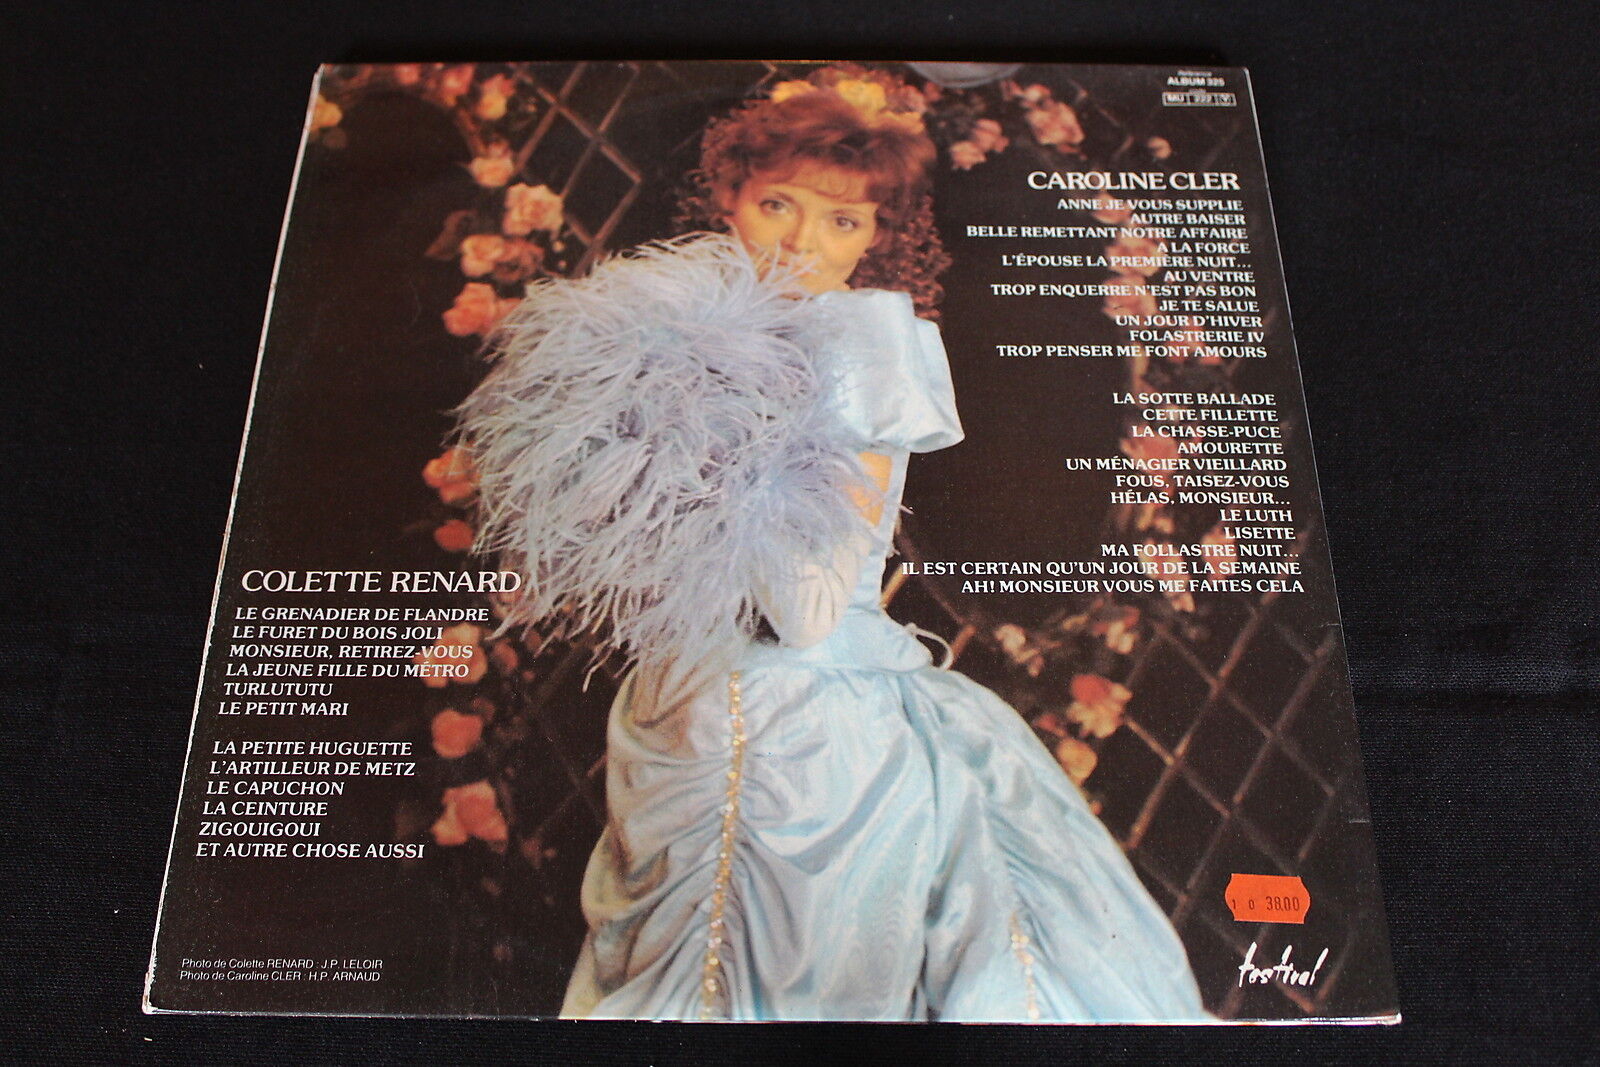 Référence
ALBUM 325
MU 222 Y
CAROLINE CLER
ANNE JE VOUS SUPPLIE
AUTRE BAISER
BELLE REMETTANT NOTRE AFFAIRE
A LA FORCE
L'ÉPOUSE LA PREMIÈRE NUIT...
AU VENTRE
TROP ENQUERRE N'EST PAS BON
JE TE SALUE
UN JOUR D'HIVER
FOLASTRERIE IV
TROP PENSER ME FONT AMOURS
LA SOTTE BALLADE
CETTE FILLETTE
LA CHASSE-PUCE
AMOURETTE
UN MÉNAGIER VIEILLARD
FOUS, TAISEZ-VOUS
HÉLAS, MONSIEUR...
LE LUTH
LISETTE
MA FOLLASTRE NUIT...
IL EST CERTAIN QU'UN JOUR DE LA SEMAINE
AH! MONSIEUR VOUS ME FAITES CELA
COLETTE RENARD
LE GRENADIER DE FLANDRE
LE FURET DU BOIS JOLI
MONSIEUR, RETIREZ-VOUS
LA JEUNE FILLE DU MÉTRO
TURLUTUTU
LE PETIT MARI
LA PETITE HUGUETTE
L'ARTILLEUR DE METZ
LE CAPUCHON
LA CEINTURE
ZIGOUIGOUI
ET AUTRE CHOSE AUSSI
1 0 38.00
festival
Photo de Colette RENARD : J.P. LELOIR
Photo de Caroline CLER : H.P. ARNAUD